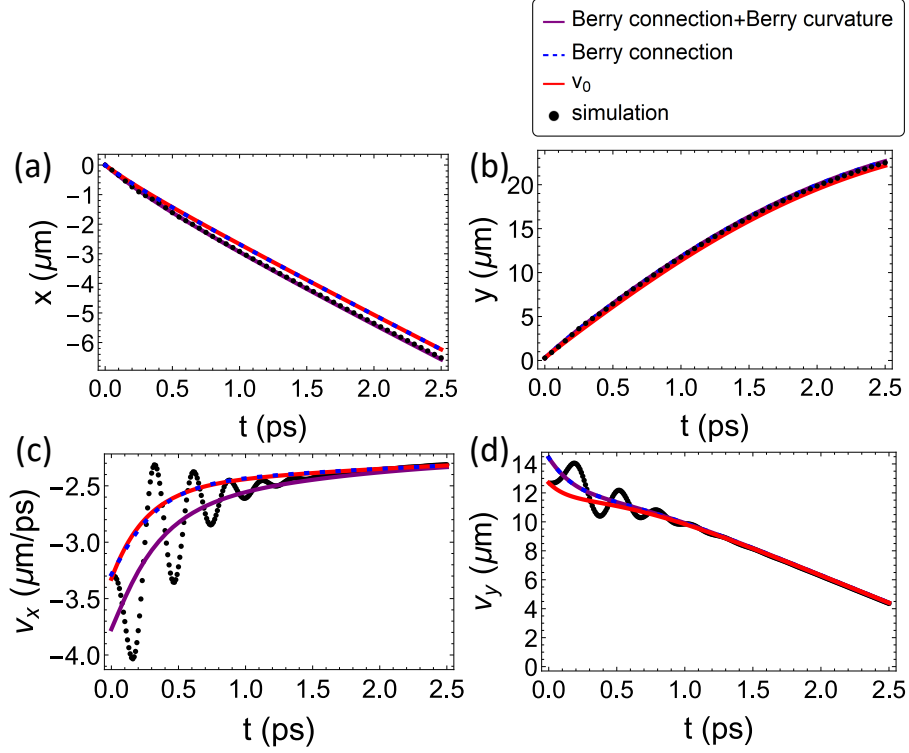 Berry connection+Berry curvature
Berry connection
v₀
simulation
(a)
(b)
0
−1
−2
−3
−4
−5
−6
x (μm)
0.0 0.5 1.0 1.5 2.0 2.5
t (ps)
20
15
10
5
0
y (μm)
0.0 0.5 1.0 1.5 2.0 2.5
t (ps)
(c)
(d)
−2.5
−3.0
−3.5
−4.0
vₓ (μm/ps)
0.0 0.5 1.0 1.5 2.0 2.5
t (ps)
14
12
10
8
6
4
2
0
v_y (μm)
0.0 0.5 1.0 1.5 2.0 2.5
t (ps)